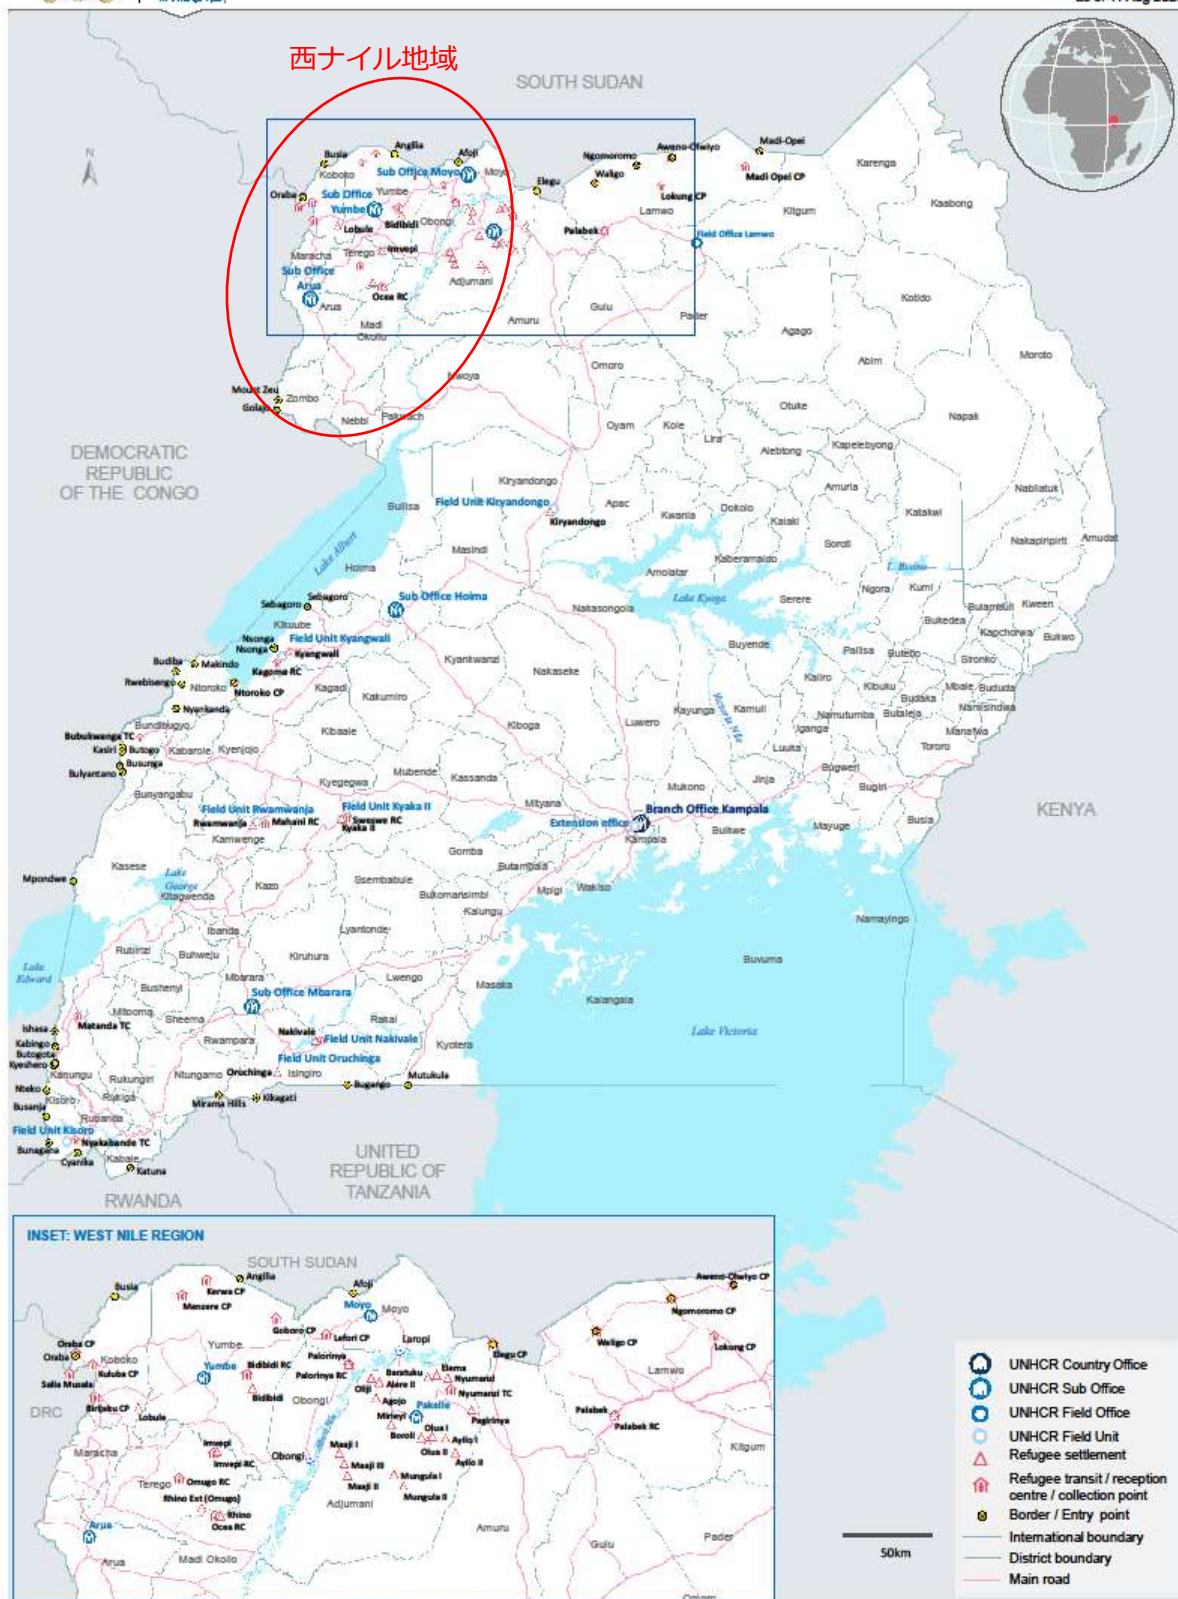 西ナイル地域
SOUTH SUDAN
N
Busia
Anglila
Afoji
Koboko
Sub Office Moyo
Moyo
Elegu
Ngomoromo
Aweno-Olwiyo
Madi-Opei
Waligo
Madi Opei CP
Karenga
Kaabong
Oraba
Sub Office
Yumbe
Yumbe
Lobule
Bidibidi
Obongi
Lokung CP
Lamwo
Kitgum
Palabek
Field Office Lamwo
Maracha
Terego
Imvepi
Sub Office
Arua
Arua
Ocea RC
Adjumani
Madi
Okollo
Amuru
Gulu
Pader
Agago
Kotido
Abim
Moroto
Omoro
Nwoya
Mount Zeu
Golajo
Zombo
Nebbi
Pakwach
Otuke
Napak
Oyam
Kole
Lira
Alebtong
Kapelebyong
DEMOCRATIC
REPUBLIC
OF THE CONGO
Kiryandongo
Field Unit Kiryandongo
Kiryandongo
Buliisa
Apac
Kwania
Dokolo
Kalaki
Amuria
Katakwi
Nabilatuk
Nakapiripirit
Amudat
Masindi
Lake Albert
Hoima
Kaberamaido
Soroti
Amolatar
L. Bisina
Lake Kyoga
Serere
Ngora
Kumi
Sebagoro
Sebagoro
Sub Office Hoima
Kikuube
Nakasongola
Bulambuli
Kween
Bukedea
Kapchorwa
Bukwo
Nsonga
Nsonga
Field Unit Kyangwali
Kyangwali
Kagoma RC
Buyende
Pallisa
Butebo
Sironko
Budiba
Makindo
Rwebisengo
Ntoroko
Ntoroko CP
Kyankwanzi
Nakaseke
Kaliro
Kibuku
Mbale
Bududa
Budaka
Namisindwa
Nyankanda
Kagadi
Kakumiro
Victoria Nile
Kayunga
Kamuli
Namutumba
Butaleja
Manafwa
Bundibugyo
Kiboga
Luwero
Iganga
Luuka
Tororo
Bubukwanga TC
Kasiri
Butogo
Busunga
Bulyantano
Kabarole
Kyenjojo
Kibaale
Kyegegwa
Mubende
Kassanda
Bugweri
Bugiri
Bunyangabu
Mityana
Mukono
Jinja
Field Unit Rwamwanja
Rwamwanja
Mahani RC
Field Unit Kyaka II
Swegwe RC
Kyaka II
Extension office
Branch Office Kampala
Kampala
Buikwe
Mayuge
Busia
KENYA
Kamwenge
Gomba
Butambala
Kasese
Lake
George
Kitagwenda
Kazo
Ssembabule
Bukomansimbi
Mpigi
Wakiso
Mpondwe
Kalungu
Namayingo
Ibanda
Lyantonde
Rubirizi
Buhweju
Kiruhura
Buvuma
Lake
Edward
Bushenyi
Mbarara
Lwengo
Masaka
Kalangala
Sub Office Mbarara
Mitooma
Sheema
Rakai
Lake Victoria
Matanda TC
Ishasa
Kabingo
Butogota
Kyeshero
Rwampara
Nakivale
Field Unit Nakivale
Kyotera
Field Unit Oruchinga
Kanungu
Rukungiri
Ntungamo
Oruchinga
Isingiro
Bugango
Mutukula
Nteko
Kisoro
Rukiga
Mirama Hills
Kikagati
Busanja
Rubanda
Field Unit Kisoro
Nyakabande TC
Bunagana
Cyanika
Kabale
Katuna
UNITED
REPUBLIC OF
TANZANIA
RWANDA
INSET: WEST NILE REGION
SOUTH SUDAN
Busia
Kerwa CP
Anglila
Afoji
Aweno-Olwiyo CP
Manzere CP
Moyo
Moyo
Ngomoromo CP
Goboro CP
Lefori CP
Laropi
Elegu CP
Waligo CP
Lokung CP
Oraba CP
Oraba
Koboko
Kuluba CP
Yumbe
Yumbe
Bidibidi RC
Palorinya
Palorinya RC
Baratuku
Elema
Lamwo
Salia Musala
Alere II
Nyumanzi
Oliji
Nyumanzi TC
Birijaku CP
Bidibidi
Obongi
Agojo
Pakelle
DRC
Lobule
Mirieyi
Pagirinya
Palabek
Palabek RC
Boroli
Olua I
Ayilo I
Kitgum
Maracha
Imvepi
Imvepi RC
Maaji I
Olua II
Ayilo II
Obongi
Maaji III
Mungula I
Terego
Omugo RC
Maaji II
Mungula II
Rhino Ext (Omugo)
Rhino
Ocea RC
Adjumani
Arua
Amuru
Pader
Arua
Madi Okollo
Gulu
50km
UNHCR Country Office
UNHCR Sub Office
UNHCR Field Office
UNHCR Field Unit
Refugee settlement
Refugee transit / reception
centre / collection point
Border / Entry point
International boundary
District boundary
Main road